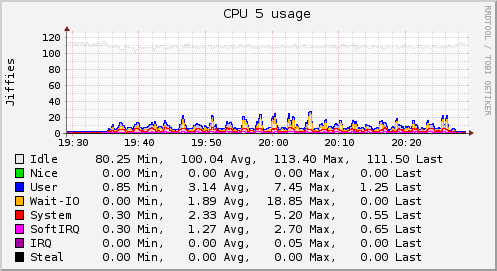 CPU 5 usage
RRDTOOL / TOBI OETIKER
Jiffies
120
100
80
60
40
20
0
19:30 19:40 19:50 20:00 20:10 20:20
Idle 80.25 Min, 100.04 Avg, 113.40 Max, 111.50 Last
Nice 0.00 Min, 0.00 Avg, 0.00 Max, 0.00 Last
User 0.85 Min, 3.14 Avg, 7.45 Max, 1.25 Last
Wait-IO 0.00 Min, 1.89 Avg, 18.85 Max, 0.00 Last
System 0.30 Min, 2.33 Avg, 5.20 Max, 0.55 Last
SoftIRQ 0.30 Min, 1.27 Avg, 2.70 Max, 0.65 Last
IRQ 0.00 Min, 0.00 Avg, 0.05 Max, 0.00 Last
Steal 0.00 Min, 0.00 Avg, 0.00 Max, 0.00 Last